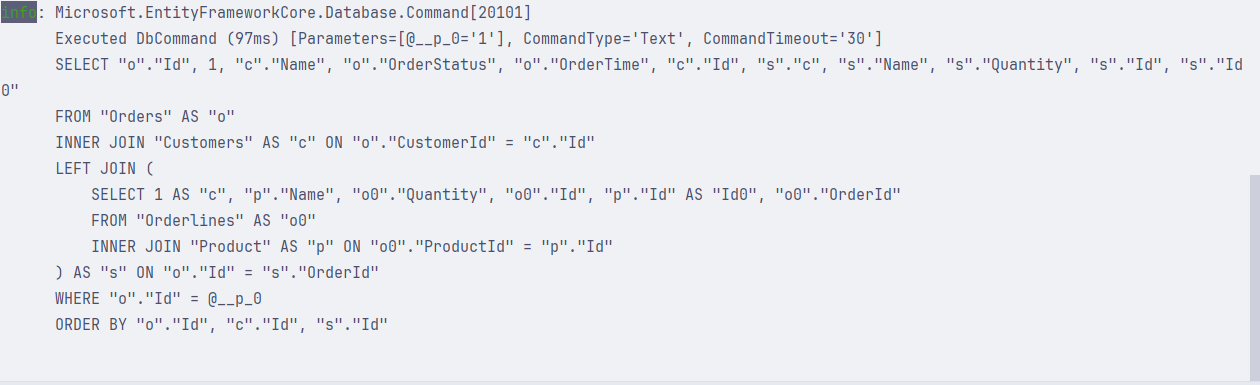 info: Microsoft.EntityFrameworkCore.Database.Command[20101]
      Executed DbCommand (97ms) [Parameters=[@__p_0='1'], CommandType='Text', CommandTimeout='30']
      SELECT "o"."Id", 1, "c"."Name", "o"."OrderStatus", "o"."OrderTime", "c"."Id", "s"."c", "s"."Name", "s"."Quantity", "s"."Id", "s"."Id
0"
      FROM "Orders" AS "o"
      INNER JOIN "Customers" AS "c" ON "o"."CustomerId" = "c"."Id"
      LEFT JOIN (
          SELECT 1 AS "c", "p"."Name", "o0"."Quantity", "o0"."Id", "p"."Id" AS "Id0", "o0"."OrderId"
          FROM "Orderlines" AS "o0"
          INNER JOIN "Product" AS "p" ON "o0"."ProductId" = "p"."Id"
      ) AS "s" ON "o"."Id" = "s"."OrderId"
      WHERE "o"."Id" = @__p_0
      ORDER BY "o"."Id", "c"."Id", "s"."Id"